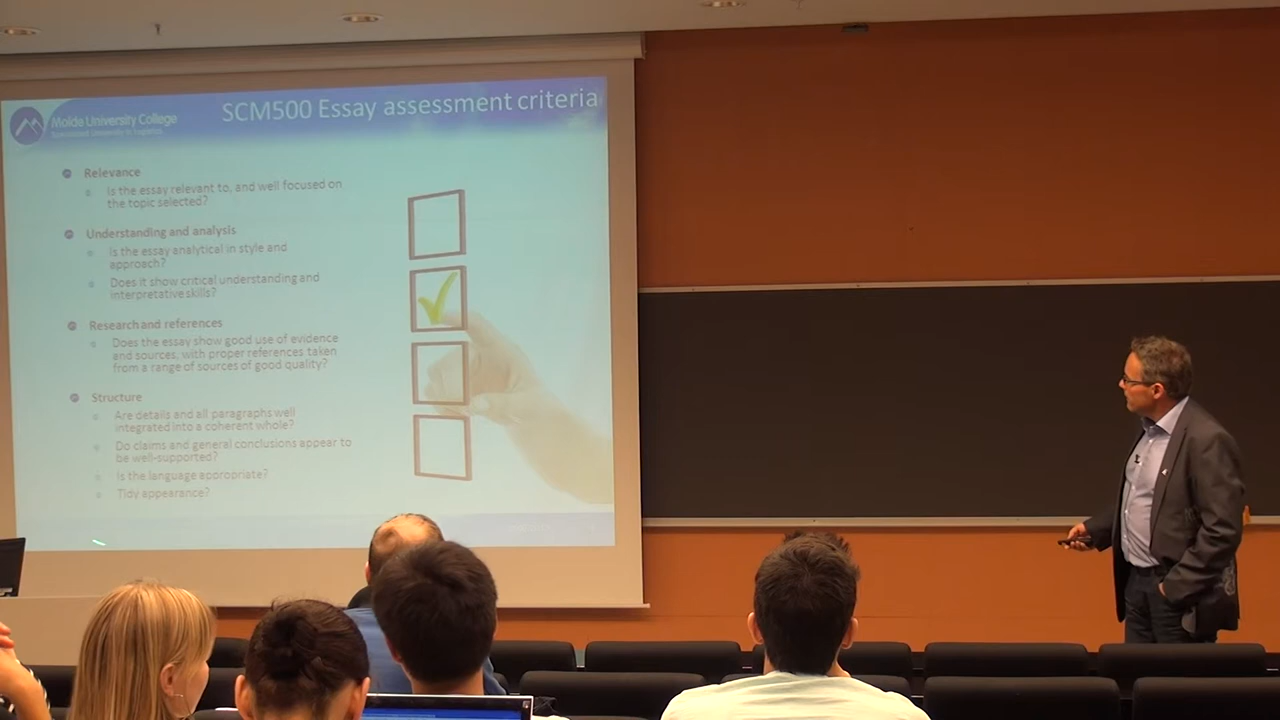 SCM500 Essay assessment criteria
Molde University College
Specialized University in Logistics
Relevance
Is the essay relevant to, and well focused on
the topic selected?
Understanding and analysis
Is the essay analytical in style and
approach?
Does it show critical understanding and
interpretative skills?
Research and references
Does the essay show good use of evidence
and sources, with proper references taken
from a range of sources of good quality?
Structure
Are details and all paragraphs well
integrated into a coherent whole?
Do claims and general conclusions appear to
be well-supported?
Is the language appropriate?
Tidy appearance?